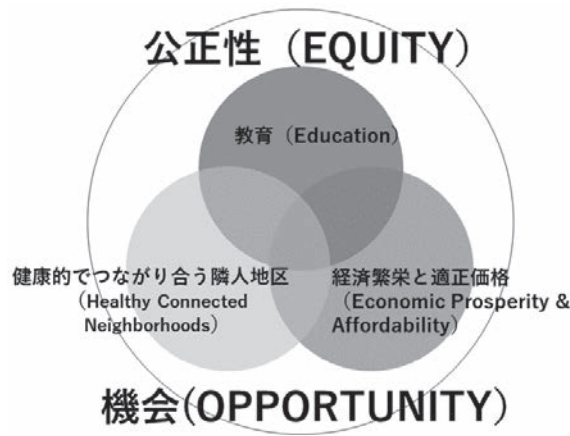 公正性（EQUITY）
教育（Education）
健康的でつながり合う隣人地区
（Healthy Connected
Neighborhoods）
経済繁栄と適正価格
（Economic Prosperity &
Affordability）
機会(OPPORTUNITY)